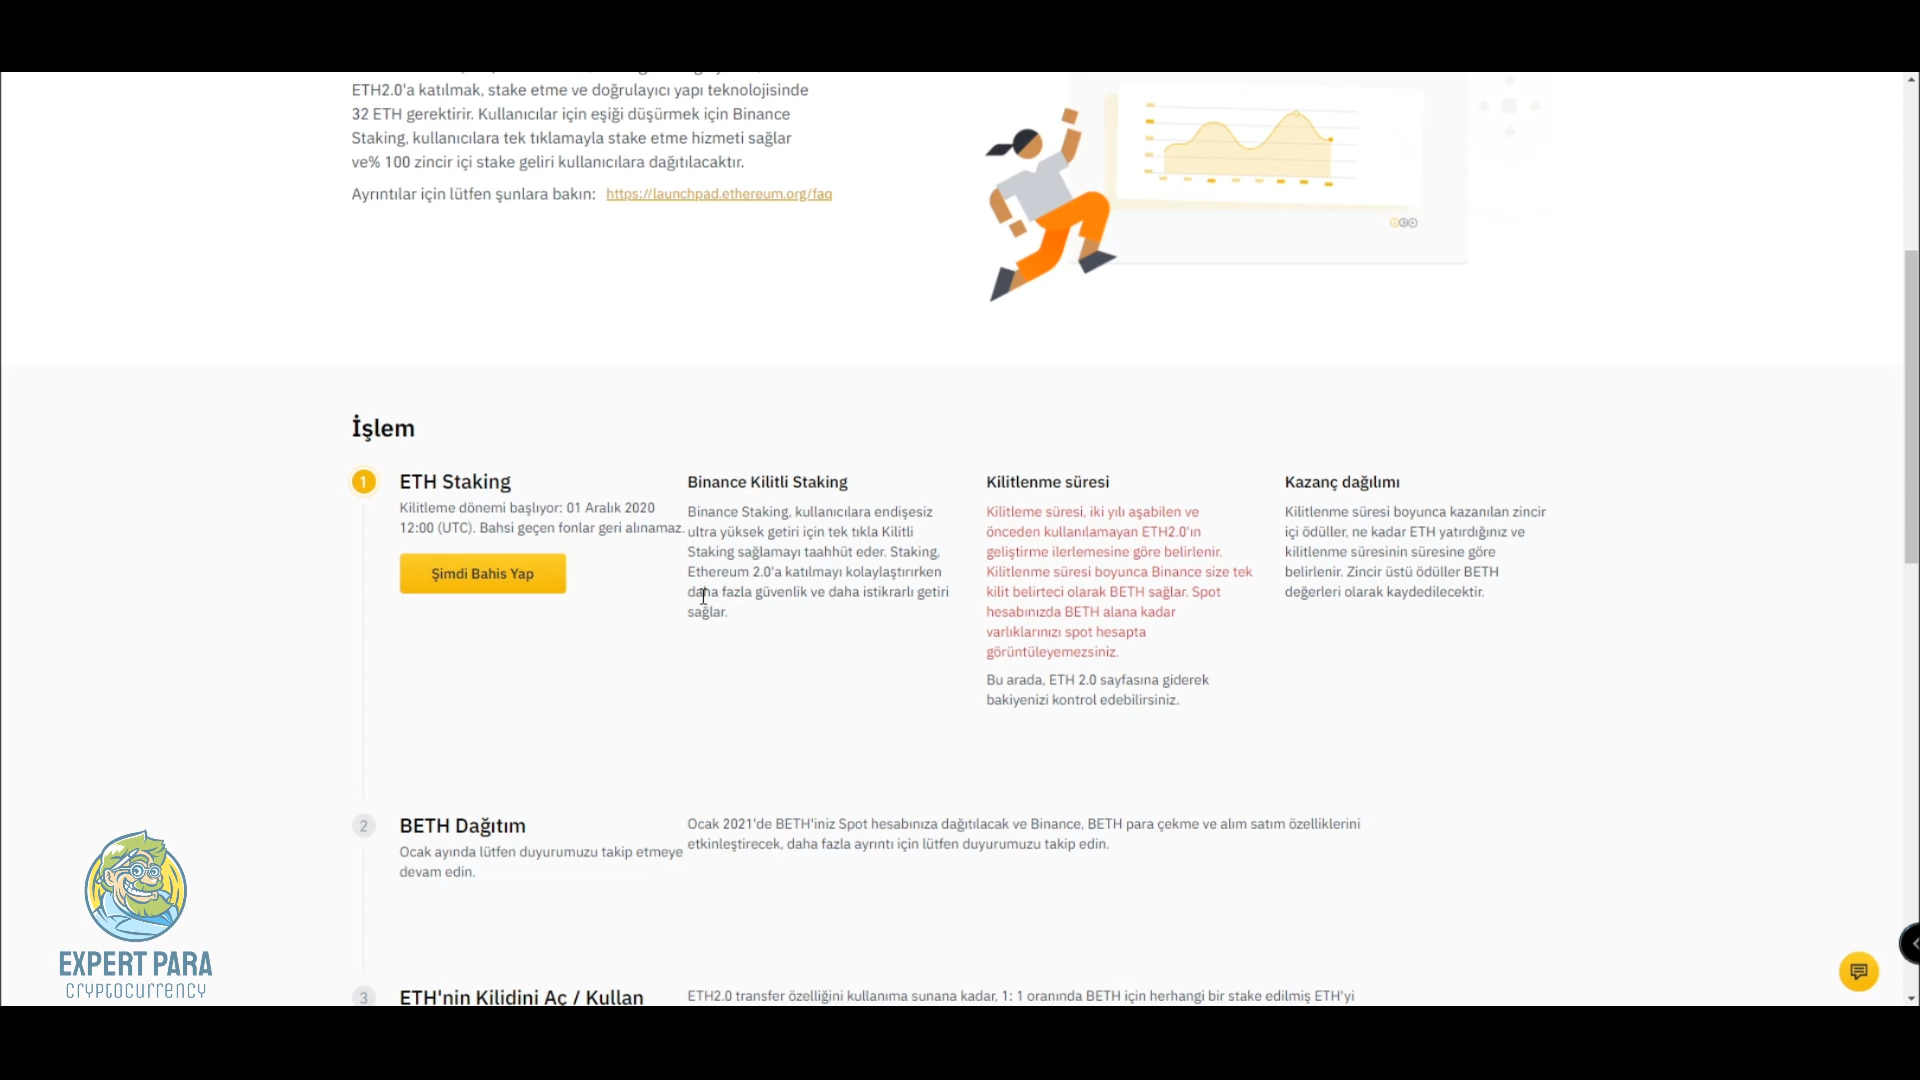 ETH2.0'a katılmak, stake etme ve doğrulayıcı yapı teknolojisinde
32 ETH gerektirir. Kullanıcılar için eşiği düşürmek için Binance
Staking, kullanıcılara tek tıklamayla stake etme hizmeti sağlar
ve% 100 zincir içi stake geliri kullanıcılara dağıtılacaktır.
Ayrıntılar için lütfen şunlara bakın: https://launchpad.ethereum.org/faq
İşlem
1
ETH Staking
Kilitleme dönemi başlıyor: 01 Aralık 2020
12:00 (UTC). Bahsi geçen fonlar geri alınamaz.
Şimdi Bahis Yap
Binance Kilitli Staking
Binance Staking, kullanıcılara endişesiz
ultra yüksek getiri için tek tıkla Kilitli
Staking sağlamayı taahhüt eder. Staking,
Ethereum 2.0'a katılmayı kolaylaştırırken
daha fazla güvenlik ve daha istikrarlı getiri
sağlar.
Kilitlenme süresi
Kilitleme süresi, iki yılı aşabilen ve
önceden kullanılamayan ETH2.0'ın
geliştirme ilerlemesine göre belirlenir.
Kilitlenme süresi boyunca Binance size tek
kilit belirteci olarak BETH sağlar. Spot
hesabınızda BETH alana kadar
varlıklarınızı spot hesapta
görüntüleyemezsiniz.
Bu arada, ETH 2.0 sayfasına giderek
bakiyenizi kontrol edebilirsiniz.
Kazanç dağılımı
Kilitlenme süresi boyunca kazanılan zincir
içi ödüller, ne kadar ETH yatırdığınız ve
kilitlenme süresinin süresine göre
belirlenir. Zincir üstü ödüller BETH
değerleri olarak kaydedilecektir.
2
BETH Dağıtım
Ocak ayında lütfen duyurumuzu takip etmeye
devam edin.
Ocak 2021'de BETH'iniz Spot hesabınıza dağıtılacak ve Binance, BETH para çekme ve alım satım özelliklerini
etkinleştirecek, daha fazla ayrıntı için lütfen duyurumuzu takip edin.
3
ETH'nin Kilidini Aç / Kullan
ETH2.0 transfer özelliğini kullanıma sunana kadar, 1: 1 oranında BETH için herhangi bir stake edilmiş ETH'yi
EXPERT PARA
CRYPTOCURRENCY